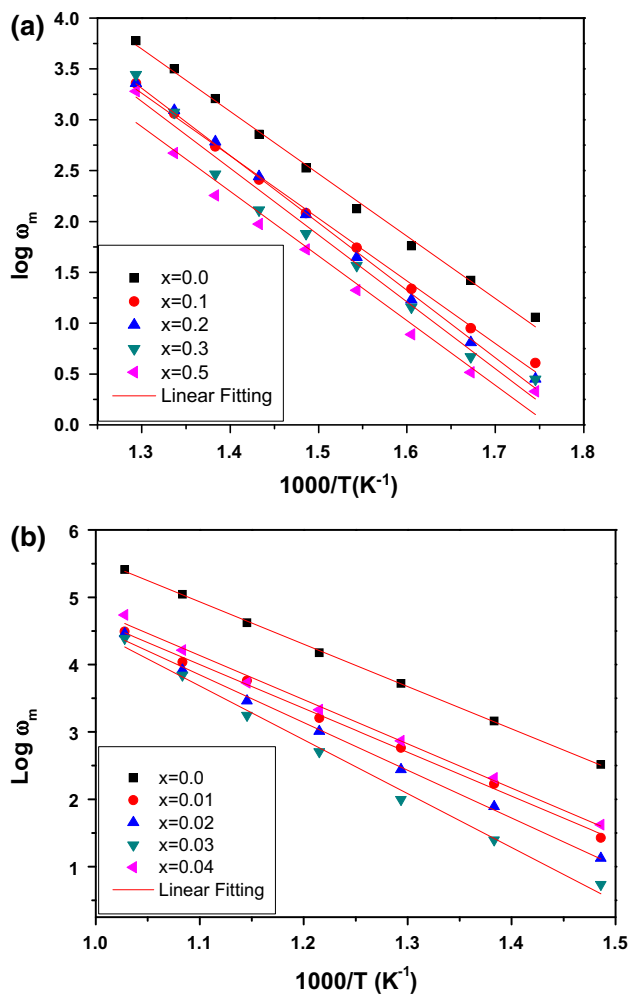 (a)
4.0
3.5
3.0
2.5
2.0
1.5
1.0
0.5
0.0
log ωm
x=0.0
x=0.1
x=0.2
x=0.3
x=0.5
Linear Fitting
1.3 1.4 1.5 1.6 1.7 1.8
1000/T(K-1)
(b)
6
5
4
3
2
1
Log ωm
x=0.0
x=0.01
x=0.02
x=0.03
x=0.04
Linear Fitting
1.0 1.1 1.2 1.3 1.4 1.5
1000/T (K-1)